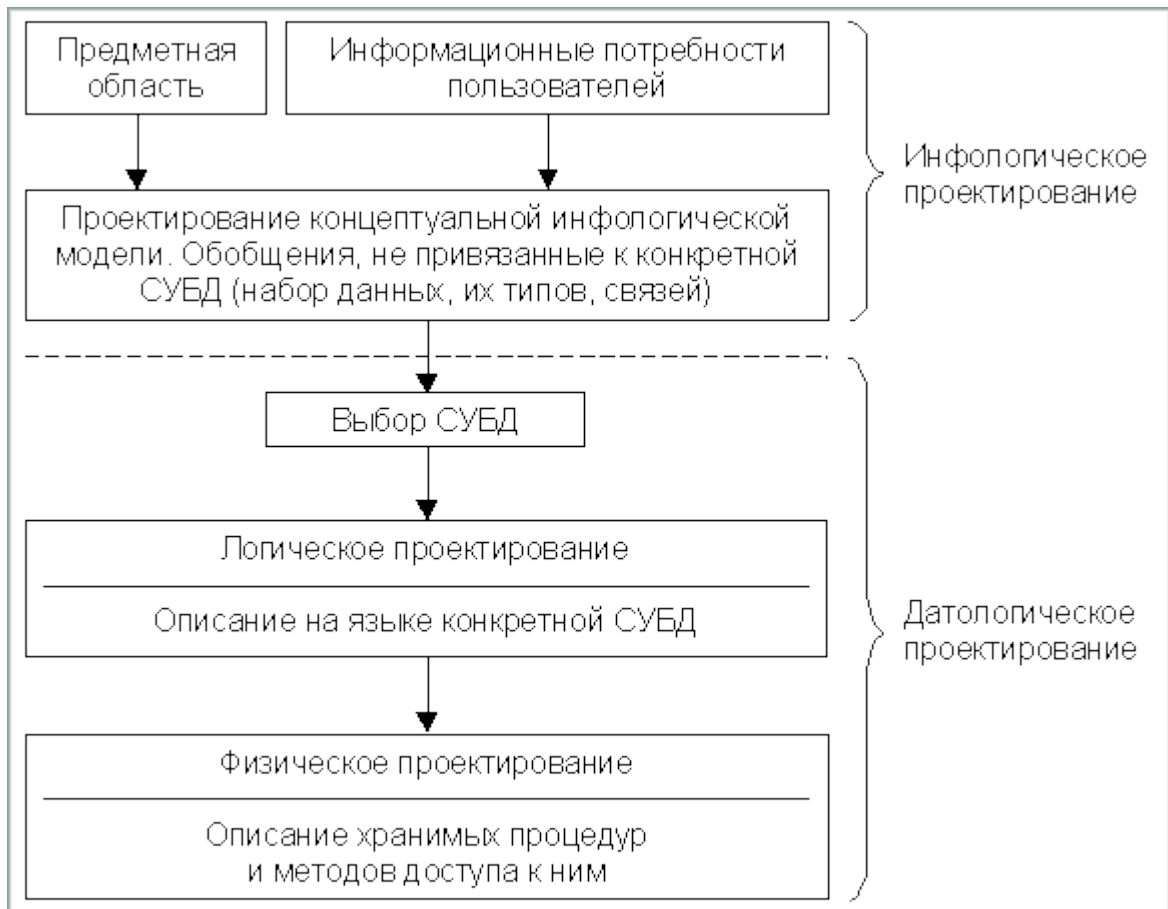 Предметная
область
Информационные потребности
пользователей
Проектирование концептуальной инфологической
модели. Обобщения, не привязанные к конкретной
СУБД (набор данных, их типов, связей)
Инфологическое
проектирование
Выбор СУБД
Логическое проектирование
Описание на языке конкретной СУБД
Физическое проектирование
Описание хранимых процедур
и методов доступа к ним
Датологическое
проектирование